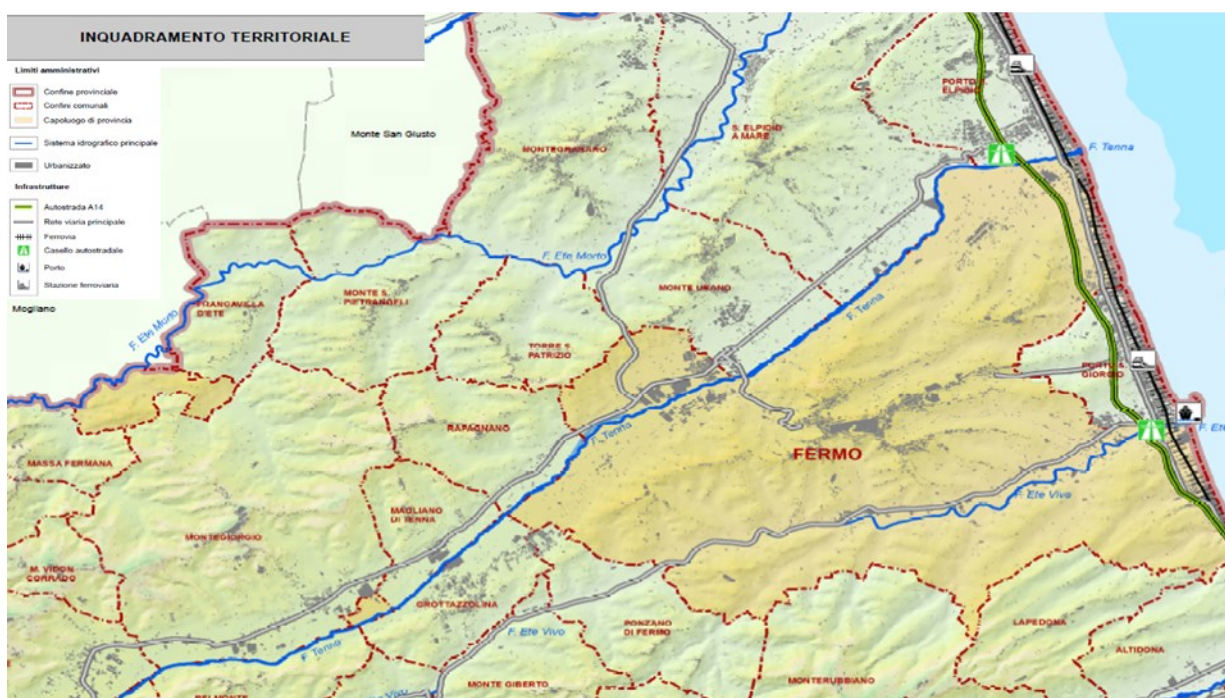 INQUADRAMENTO TERRITORIALE
Limiti amministrativi
Confine provinciale
Confini comunali
Capoluogo di provincia
Sistema idrografico principale
Urbanizzato
Infrastrutture
Autostrada A14
Rete viaria principale
Ferrovia
Casello autostradale
Porto
Stazione ferroviaria
Mogliano
Monte San Giusto
PORTO S.
ELPIDIO
S. ELPIDIO
A MARE
MONTEGRANARO
F. Tenna
F. Ete Morto
MONTE URANO
FRANCAVILLA
D'ETE
MONTE S.
PIETRANGELI
F. Ete Morto
F. Tenna
TORRE S.
PATRIZIO
PORTO S.
GIORGIO
RAPAGNANO
F. Tenna
F. Ete
FERMO
MASSA FERMANA
F. Ete Vivo
MAGLIANO
DI TENNA
MONTEGIORGIO
M. VIDON
CORRADO
GROTTAZZOLINA
PONZANO
DI FERMO
LAPEDONA
F. Ete Vivo
F. Tenna
ALTIDONA
MONTE GIBERTO
MONTERUBBIANO
BELMONTE
Vivo